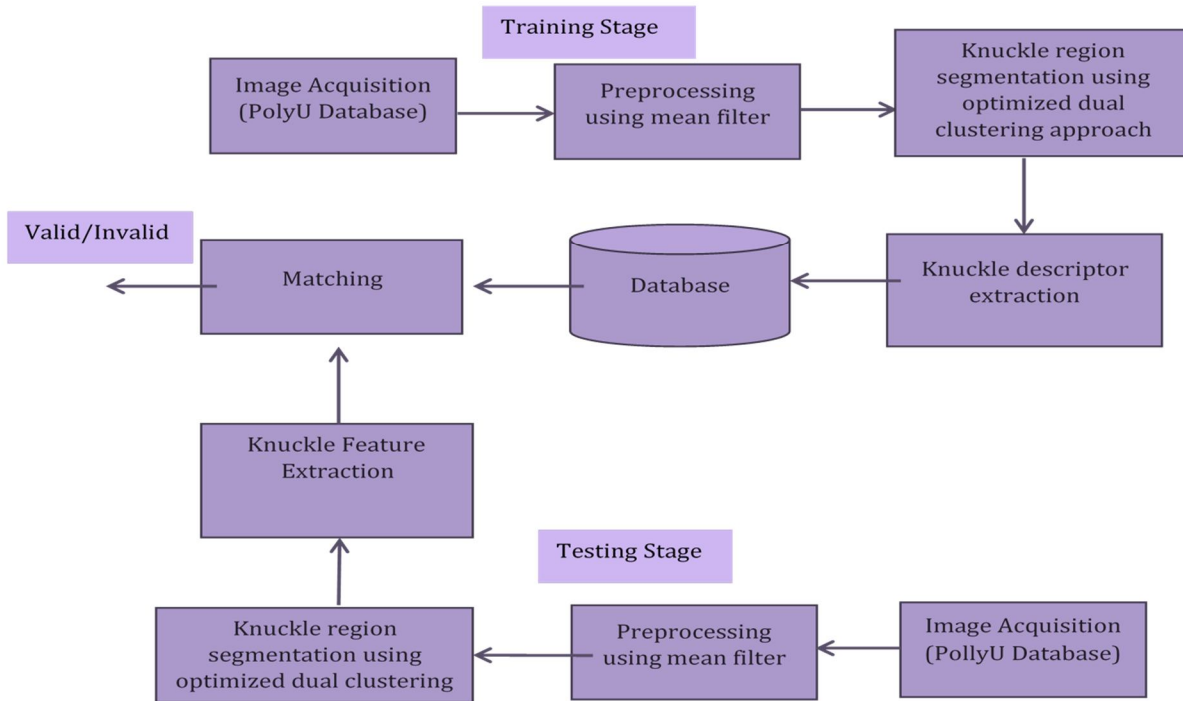 Training Stage
Image Acquisition
(PolyU Database)
Preprocessing
using mean filter
Knuckle region
segmentation using
optimized dual
clustering approach
Valid/Invalid
Matching
Database
Knuckle descriptor
extraction
Knuckle Feature
Extraction
Testing Stage
Knuckle region
segmentation using
optimized dual clustering
Preprocessing
using mean filter
Image Acquisition
(PollyU Database)